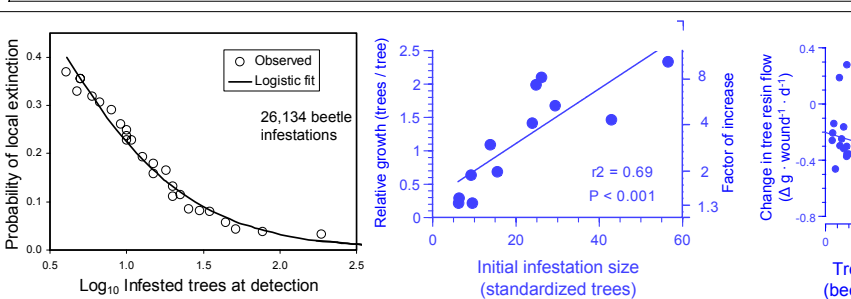 Probability of local extinction
0.4
0.3
0.2
0.1
0.0
Observed
Logistic fit
26,134 beetle
infestations
0.5
1.0
1.5
2.0
2.5
Log₁₀ Infested trees at detection
Relative growth (trees / tree)
2.5
2
1.5
1
0.5
0
r2 = 0.69
P < 0.001
8
4
2
1.3
Factor of increase
0
20
40
60
Initial infestation size
(standardized trees)
Change in tree resin flow
(Δ g · wound⁻¹ · d⁻¹)
0.4
0
-0.4
-0.8
0